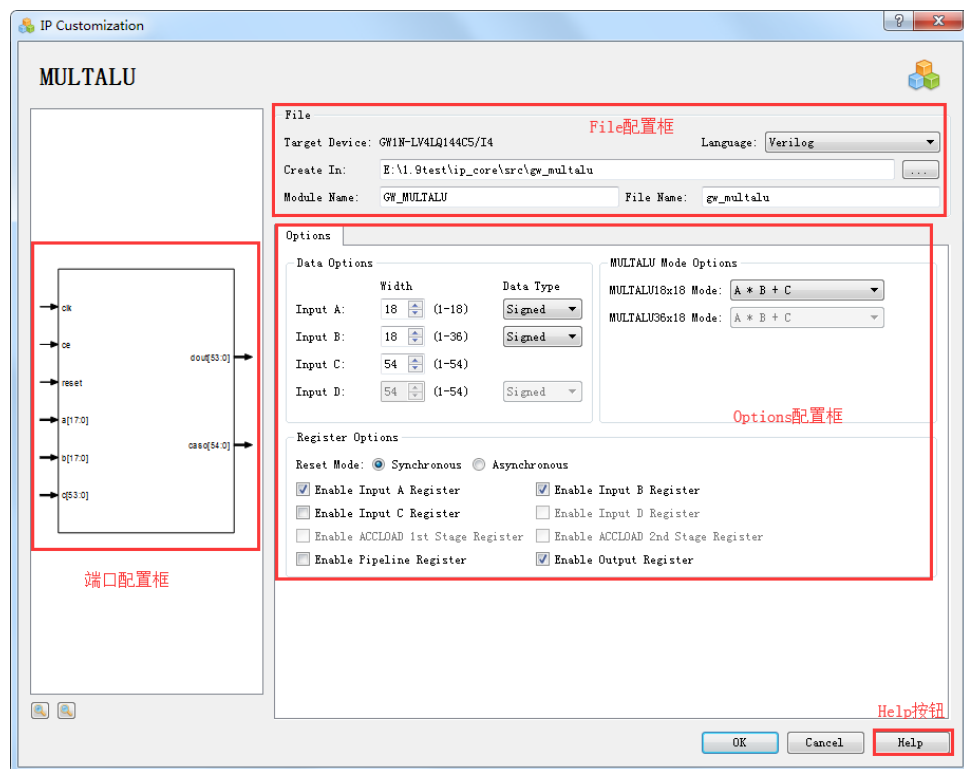 IP Customization
MULTALU
File
File配置框
Target Device: GW1N-LV4LQ144C5/I4 Language: Verilog
Create In: E:\1.9test\ip_core\src\gw_multalu ...
Module Name: GW_MULTALU File Name: gw_multalu
Options
Data Options
Width Data Type
Input A: 18 (1-18) Signed
Input B: 18 (1-36) Signed
Input C: 54 (1-54)
Input D: 54 (1-54) Signed
MULTALU Mode Options
MULTALU18x18 Mode: A * B + C
MULTALU36x18 Mode: A * B + C
Options配置框
Register Options
Reset Mode: Synchronous Asynchronous
Enable Input A Register Enable Input B Register
Enable Input C Register Enable Input D Register
Enable ACCLOAD 1st Stage Register Enable ACCLOAD 2nd Stage Register
Enable Pipeline Register Enable Output Register
clk
ce
dout[53:0]
reset
a[17:0]
caso[54:0]
b[17:0]
c[53:0]
端口配置框
Help按钮
OK Cancel Help